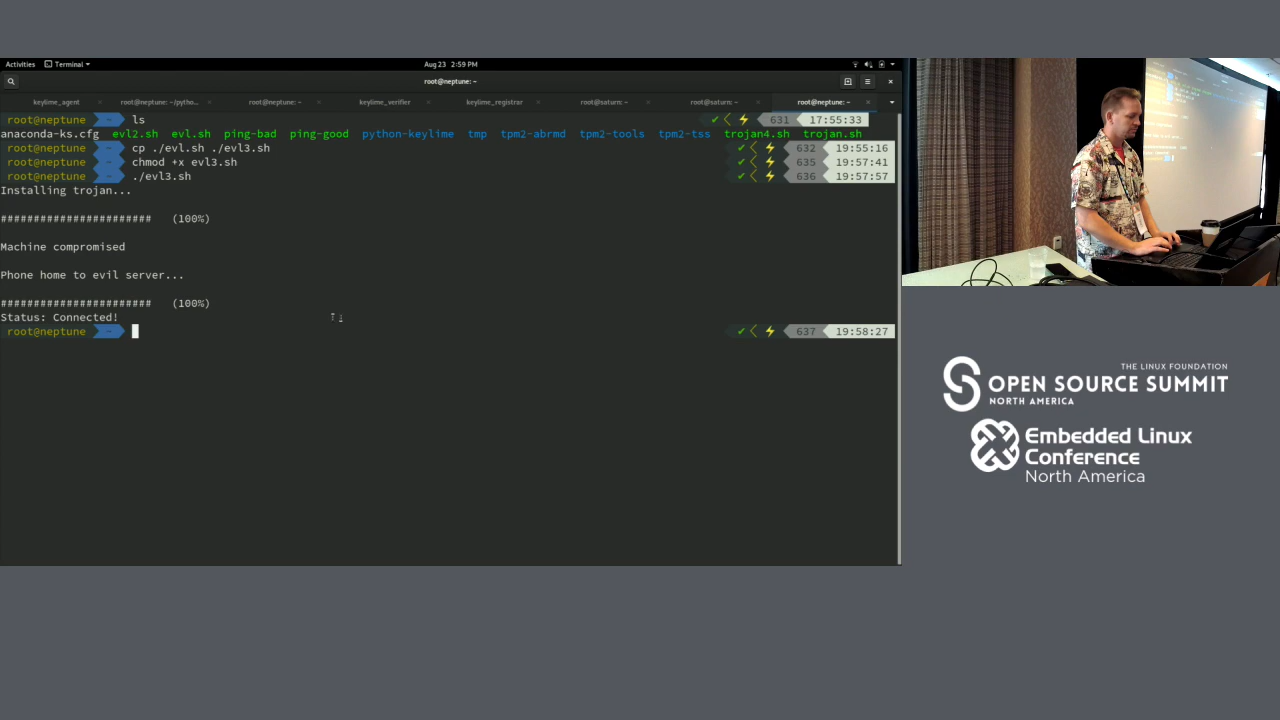 Activities Terminal Aug 23 2:59 PM
root@neptune: ~
keylime_agent × root@neptune: ~/pytho... × root@neptune: ~ × keylime_verifier × keylime_registrar × root@saturn: ~ × root@saturn: ~ × root@neptune: ~ ×
root@neptune ~ ls ✔ ⚡ 631 17:55:33
anaconda-ks.cfg evl2.sh evl.sh ping-bad ping-good python-keylime tmp tpm2-abrmd tpm2-tools tpm2-tss trojan4.sh trojan.sh
root@neptune ~ cp ./evl.sh ./evl3.sh ✔ ⚡ 632 19:55:16
root@neptune ~ chmod +x evl3.sh ✔ ⚡ 635 19:57:41
root@neptune ~ ./evl3.sh ✔ ⚡ 636 19:57:57
Installing trojan...
####################### (100%)
Machine compromised
Phone home to evil server...
####################### (100%)
Status: Connected!
root@neptune ~ ✔ ⚡ 637 19:58:27
THE LINUX FOUNDATION
OPEN SOURCE SUMMIT
NORTH AMERICA
Embedded Linux
Conference
North America